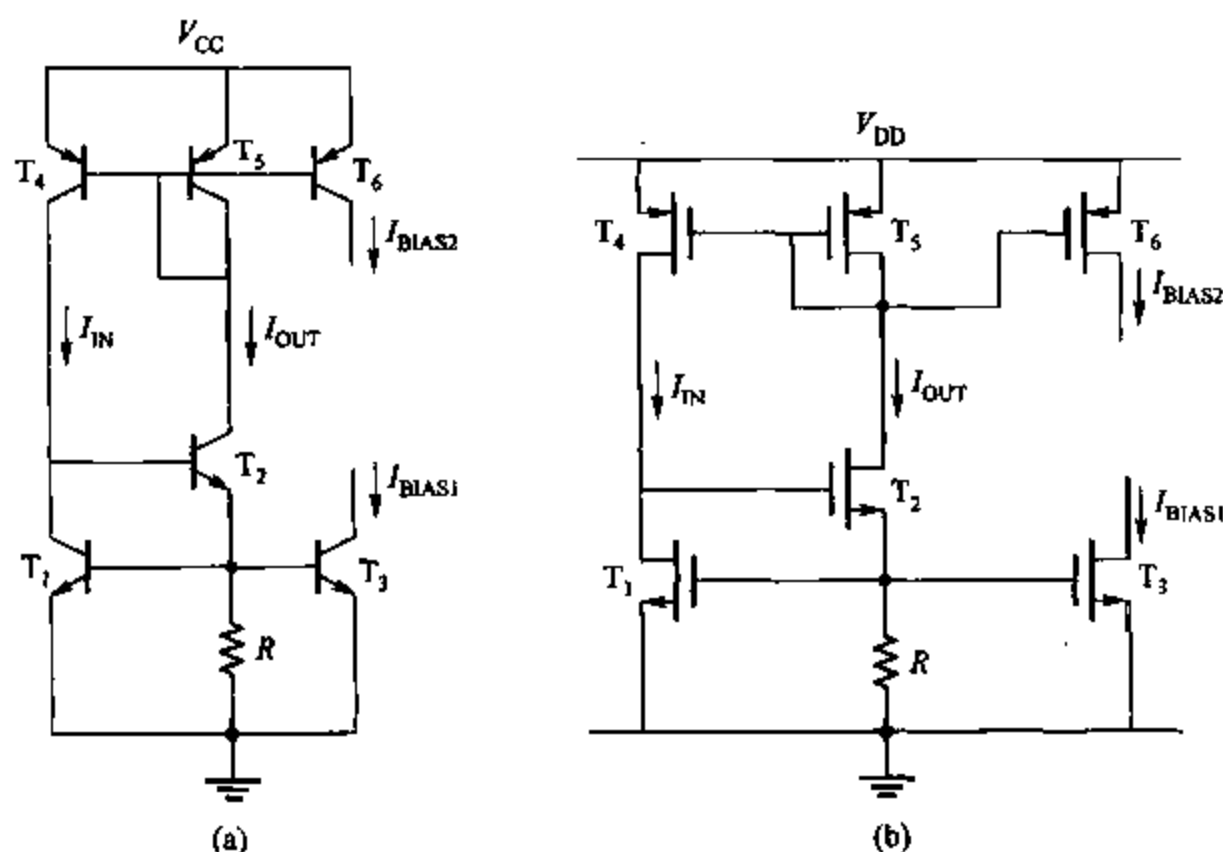 V_CC
T_4
T_5
T_6
I_BIAS2
I_IN
I_OUT
T_2
I_BIAS1
T_1
T_3
R
(a)
V_DD
T_4
T_5
T_6
I_BIAS2
I_IN
I_OUT
T_2
I_BIAS1
T_1
T_3
R
(b)